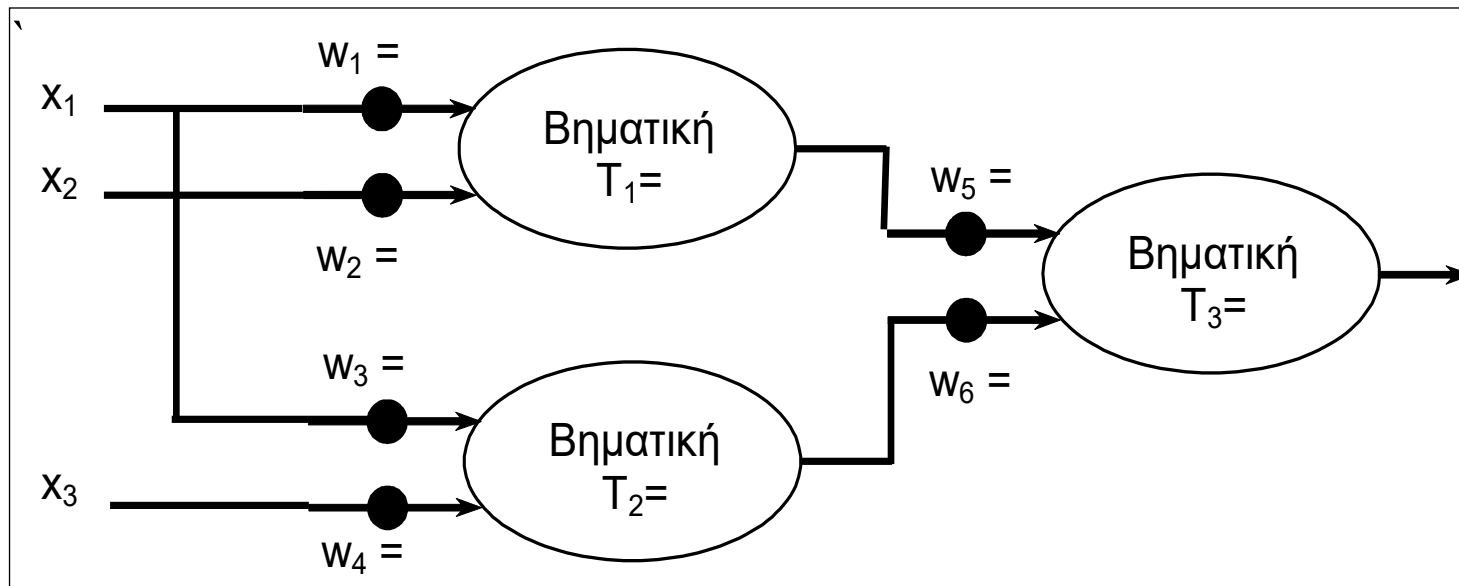 `
w1 =
x1
Βηματική
T1=
x2
w2 =
w5 =
Βηματική
T3=
w3 =
w6 =
Βηματική
T2=
x3
w4 =